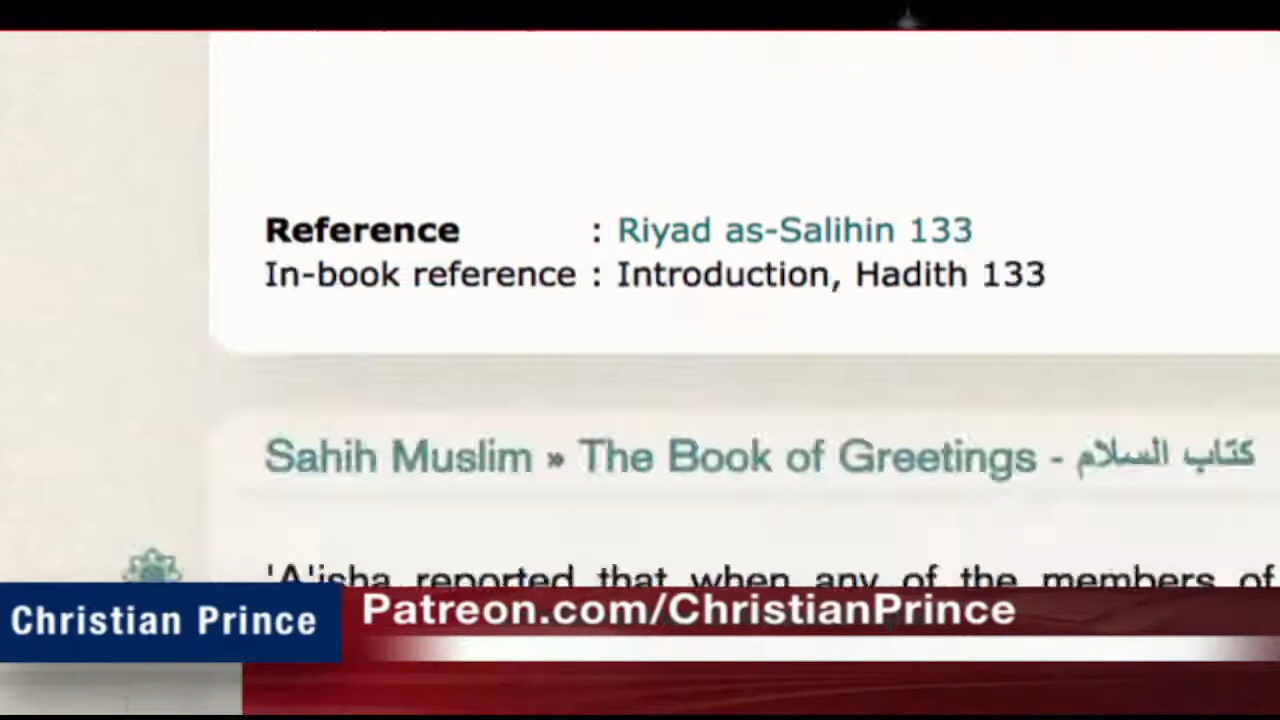 Reference : Riyad as-Salihin 133
In-book reference : Introduction, Hadith 133
Sahih Muslim » The Book of Greetings - كتاب السلام
'A'isha reported that when any of the members of
Christian Prince
Patreon.com/ChristianPrince